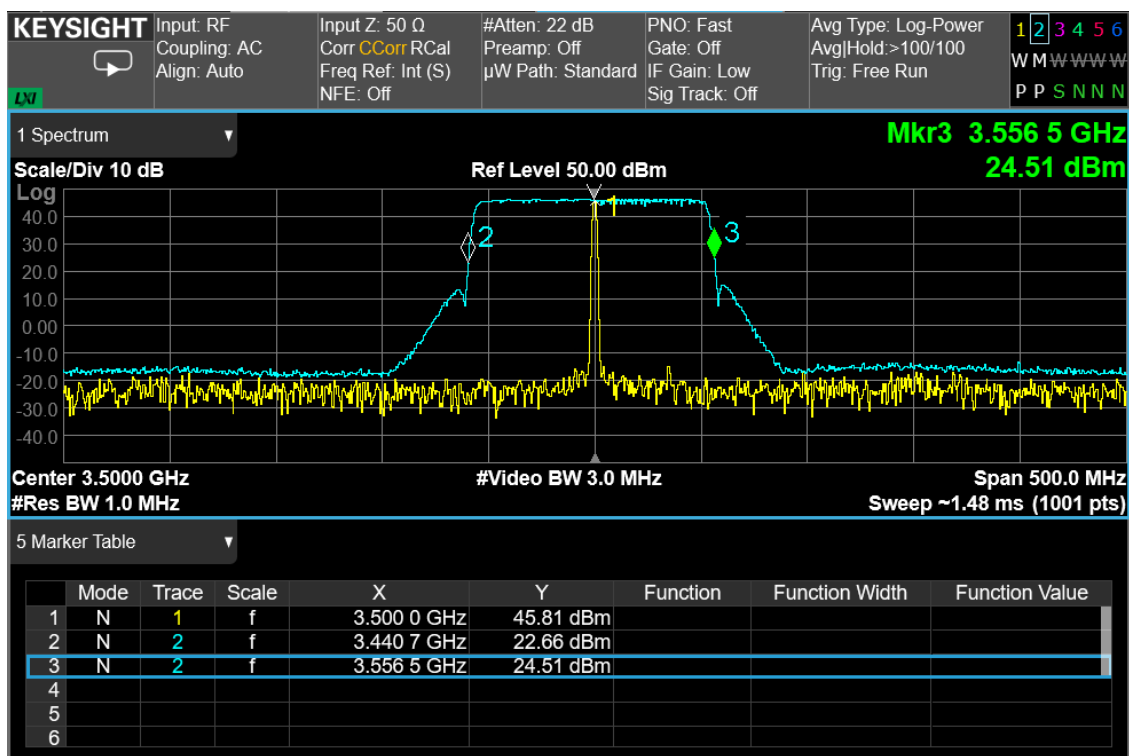 KEYSIGHT Input: RF Input Z: 50 Ω #Atten: 22 dB PNO: Fast Avg Type: Log-Power 1 2 3 4 5 6
Coupling: AC Corr CCorr RCal Preamp: Off Gate: Off Avg|Hold:>100/100 W M W W W W
Align: Auto Freq Ref: Int (S) µW Path: Standard IF Gain: Low Trig: Free Run
LXI NFE: Off Sig Track: Off P P S N N N
1 Spectrum Mkr3 3.556 5 GHz
Scale/Div 10 dB Ref Level 50.00 dBm 24.51 dBm
Log
40.0
30.0 2 3
20.0
10.0
0.00
-10.0
-20.0
-30.0
-40.0
Center 3.5000 GHz #Video BW 3.0 MHz Span 500.0 MHz
#Res BW 1.0 MHz Sweep ~1.48 ms (1001 pts)
5 Marker Table
Mode Trace Scale X Y Function Function Width Function Value
1 N 1 f 3.500 0 GHz 45.81 dBm
2 N 2 f 3.440 7 GHz 22.66 dBm
3 N 2 f 3.556 5 GHz 24.51 dBm
4
5
6